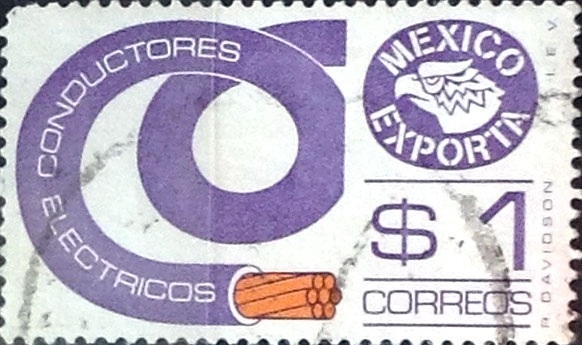 CONDUCTORES ELECTRICOS
MEXICO
EXPORTA
$1
CORREOS
R. DAVIDSON
T.I.E.V.